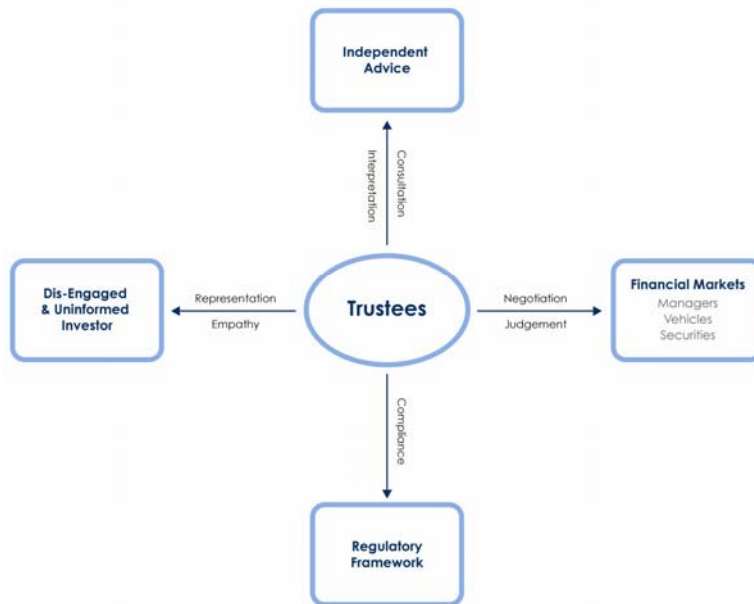 Independent
Advice
Interpretation
Consultation
Dis-Engaged
& Uninformed
Investor
Representation
Empathy
Trustees
Negotiation
Judgement
Financial Markets
Managers
Vehicles
Securities
Compliance
Regulatory
Framework